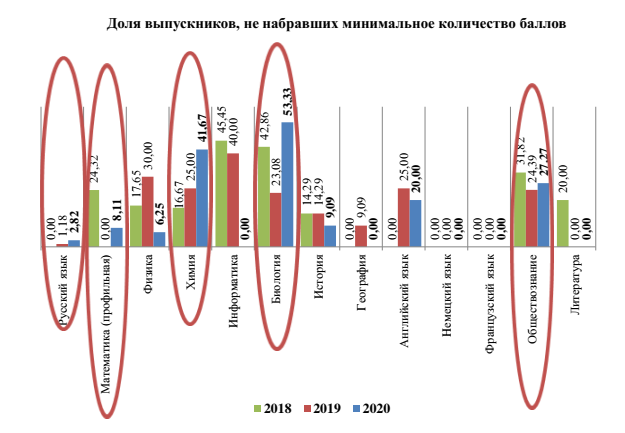 Доля выпускников, не набравших минимальное количество баллов
0,00 1,18 2,82
24,32 0,00 8,11
17,65 30,00 6,25
16,67 25,00 41,67
45,45 40,00 0,00
42,86 23,08 53,33
14,29 14,29 9,09
0,00 9,09 0,00
0,00 25,00 20,00
0,00 0,00 0,00
0,00 0,00 0,00
31,82 24,39 27,27
20,00 0,00 0,00
Русский язык
Математика (профильная)
Физика
Химия
Информатика
Биология
История
География
Английский язык
Немецкий язык
Французский язык
Обществознание
Литература
2018 2019 2020